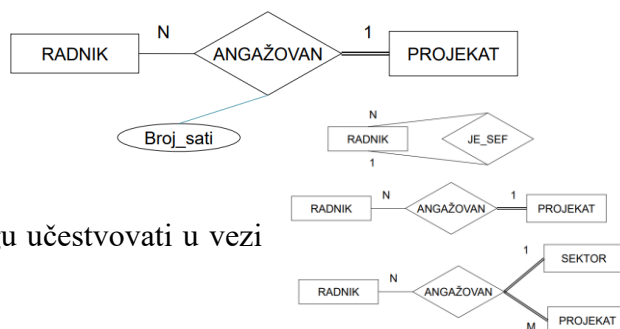 N
1
RADNIK
ANGAŽOVAN
PROJEKAT
Broj_sati
N
RADNIK
JE_SEF
1
N
1
RADNIK
ANGAŽOVAN
PROJEKAT
učestvovati u vezi
1
SEKTOR
N
RADNIK
ANGAŽOVAN
M
PROJEKAT